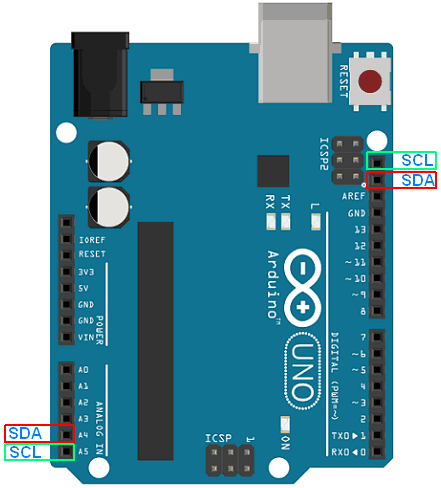 RESET
ICSP2
SCL
SDA
AREF
GND
13
12
~ 11
~ 10
~ 9
8
L
TX
RX
Arduino™
UNO
IOREF
RESET
3V3
5V
GND
GND
VIN
POWER
A0
A1
A2
A3
A4
A5
ANALOG IN
SDA
SCL
7
~ 6
~ 5
4
~ 3
2
TX0 ▶ 1
RX0 ◀ 0
DIGITAL (PWM=~)
ICSP
1
ON